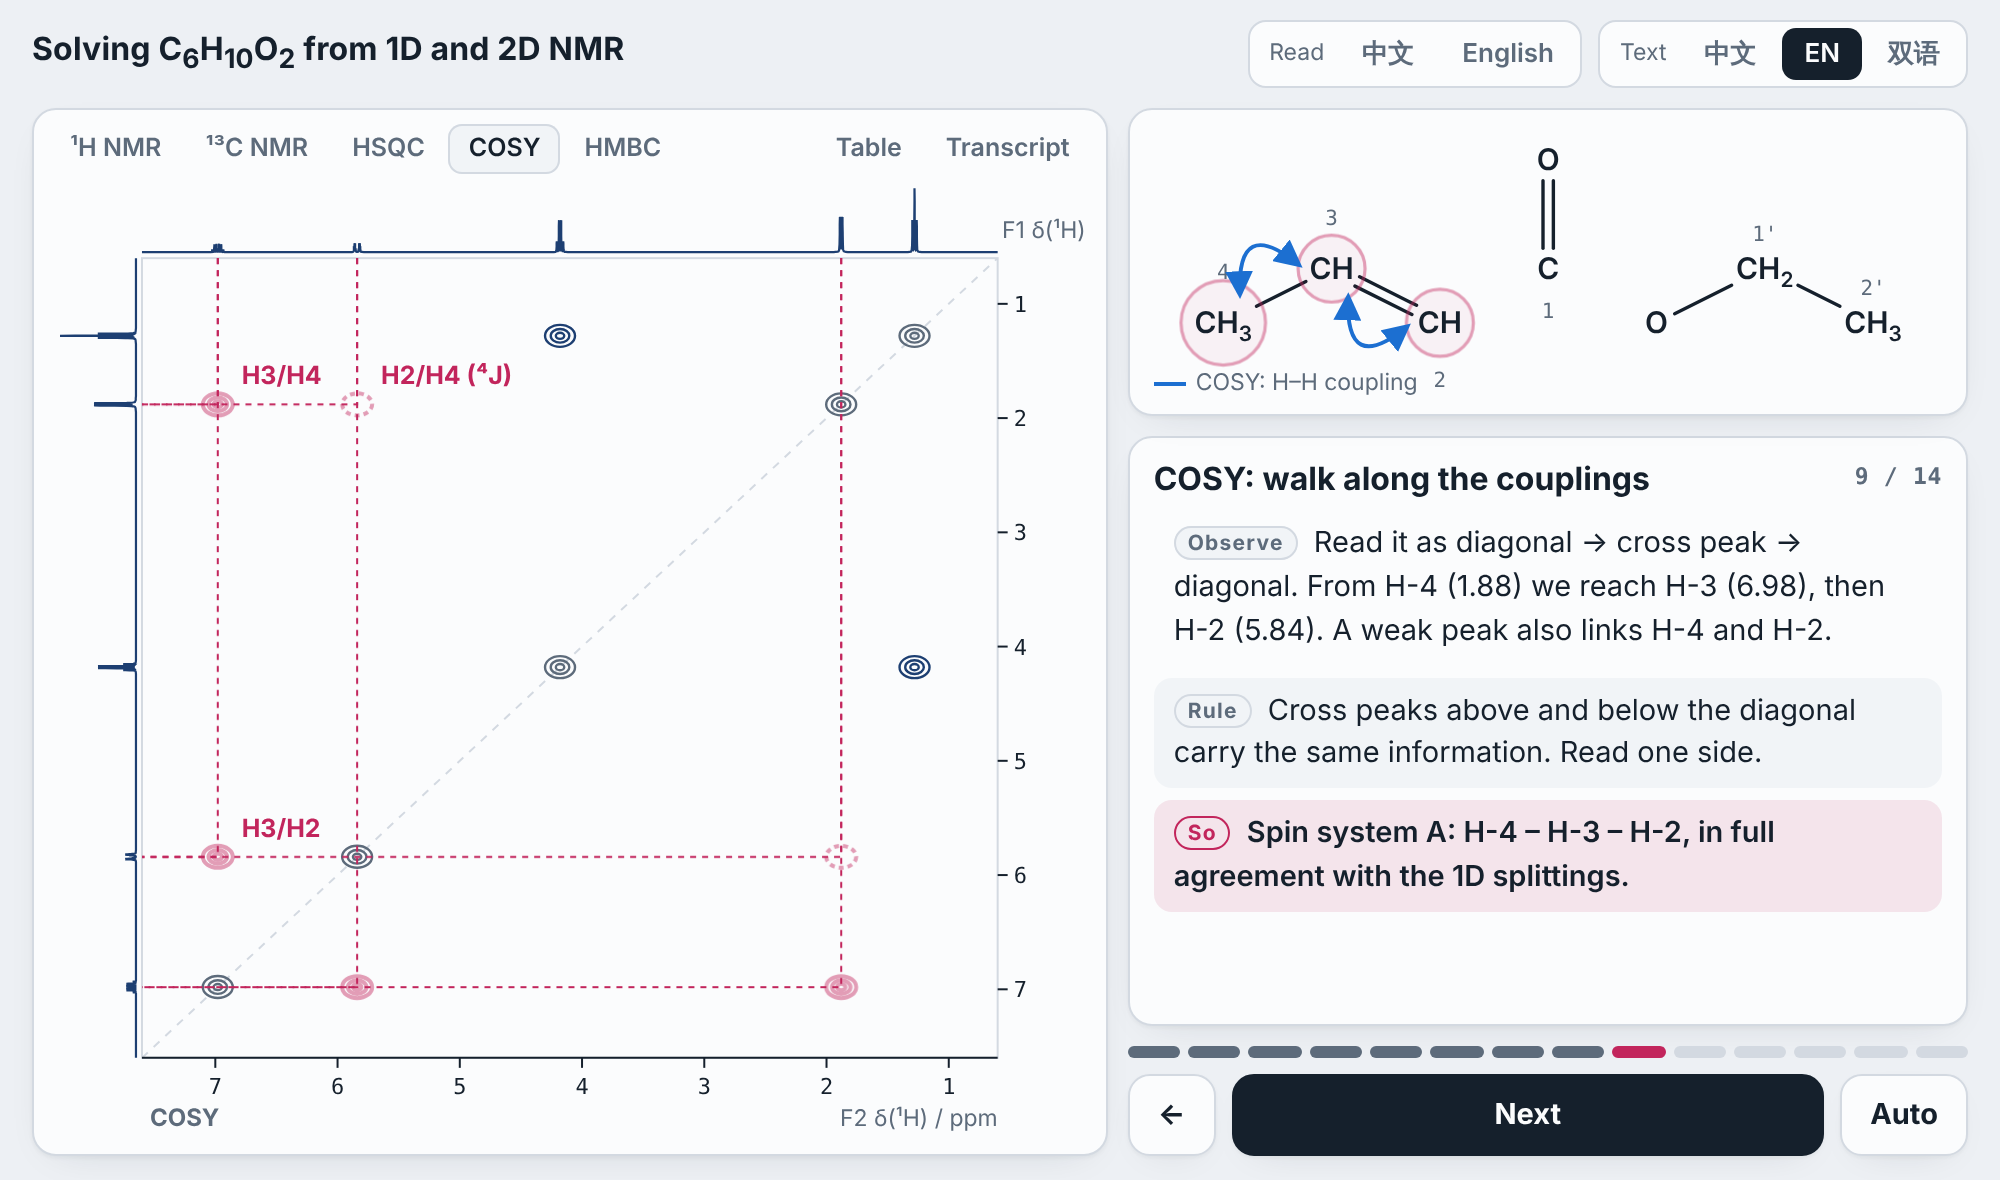 Solving C₆H₁₀O₂ from 1D and 2D NMR
Read 中文 English
Text 中文 EN 双语
¹H NMR ¹³C NMR HSQC COSY HMBC Table Transcript
F1 δ(¹H)
H3/H4 H2/H4 (⁴J)
H3/H2
1
2
3
4
5
6
7
7 6 5 4 3 2 1
COSY F2 δ(¹H) / ppm
O
3 1'
4 CH C CH₂ 2'
1
CH₃ CH O CH₃
COSY: H–H coupling 2
COSY: walk along the couplings 9 / 14
Observe Read it as diagonal → cross peak →
diagonal. From H-4 (1.88) we reach H-3 (6.98), then
H-2 (5.84). A weak peak also links H-4 and H-2.
Rule Cross peaks above and below the diagonal
carry the same information. Read one side.
So Spin system A: H-4 – H-3 – H-2, in full
agreement with the 1D splittings.
← Next Auto